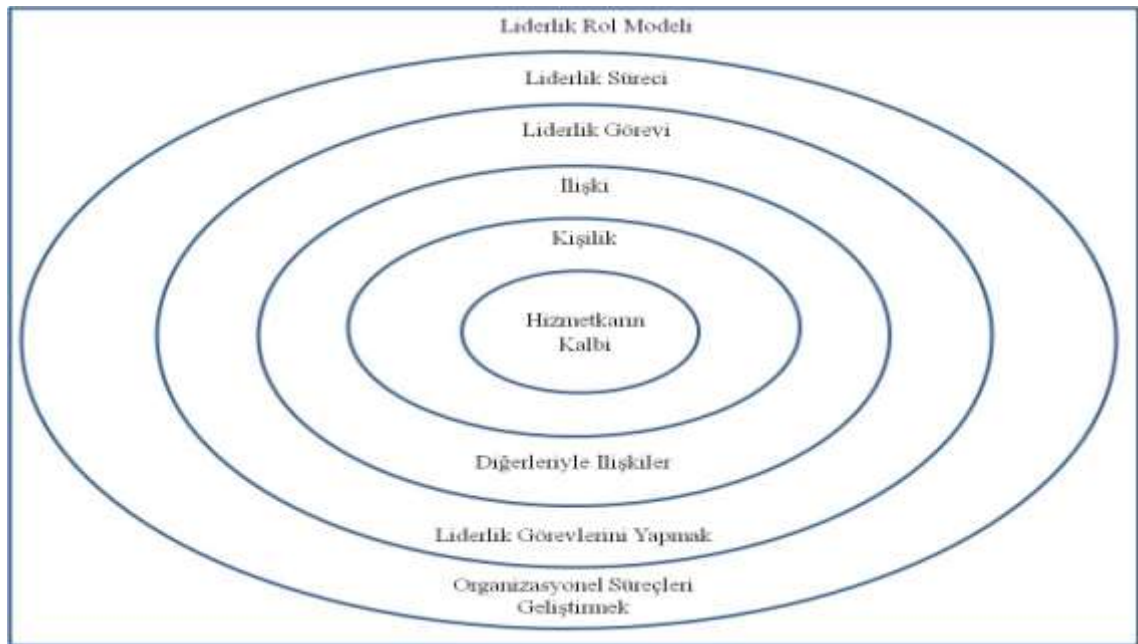 Liderlik Rol Modeli
Liderlik Süreci
Liderlik Görevi
İlişki
Kişilik
Hizmetkarın
Kalbi
Diğerleriyle İlişkiler
Liderlik Görevlerini Yapmak
Organizasyonel Süreçleri
Geliştirmek